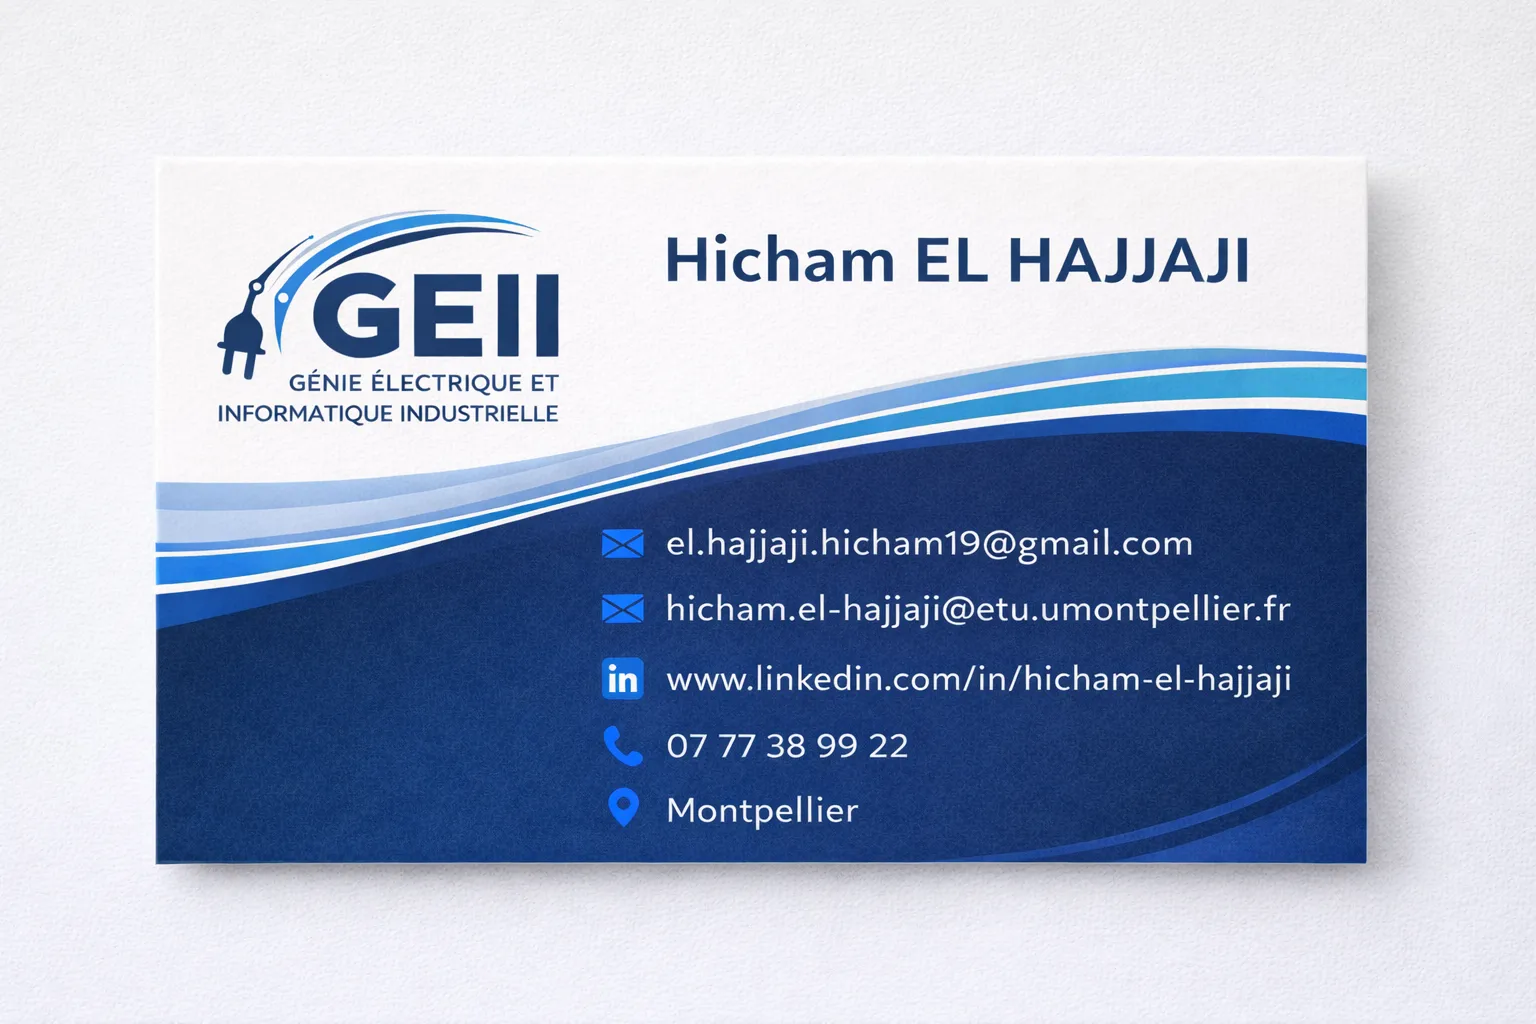 GEII
GÉNIE ÉLECTRIQUE ET
INFORMATIQUE INDUSTRIELLE
Hicham EL HAJJAJI
el.hajjaji.hicham19@gmail.com
hicham.el-hajjaji@etu.umontpellier.fr
in www.linkedin.com/in/hicham-el-hajjaji
07 77 38 99 22
Montpellier